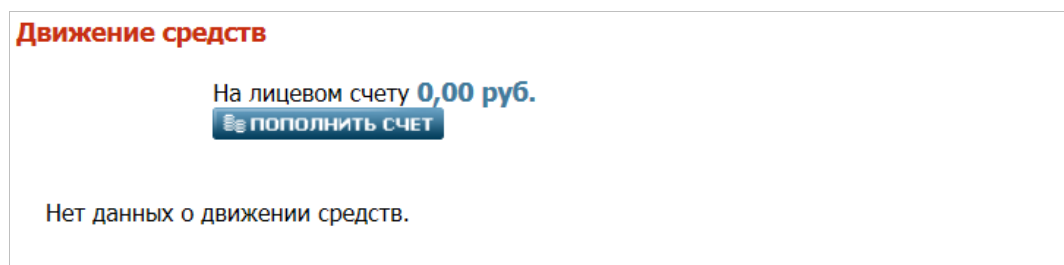 Движение средств
На лицевом счету 0,00 руб.
ПОПОЛНИТЬ СЧЕТ
Нет данных о движении средств.